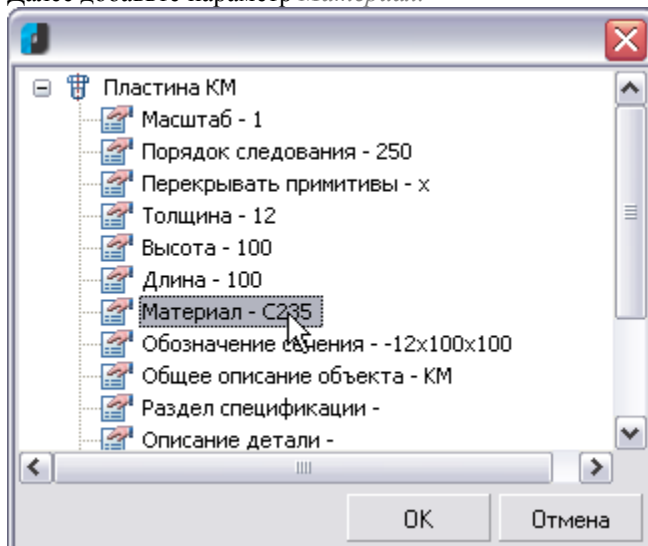 Далее добавьте параметр Материал.
Пластина КМ
Масштаб - 1
Порядок следования - 250
Перекрывать примитивы - x
Толщина - 12
Высота - 100
Длина - 100
Материал - C235
Обозначение сечения - -12x100x100
Общее описание объекта - КМ
Раздел спецификации -
Описание детали -
OK
Отмена